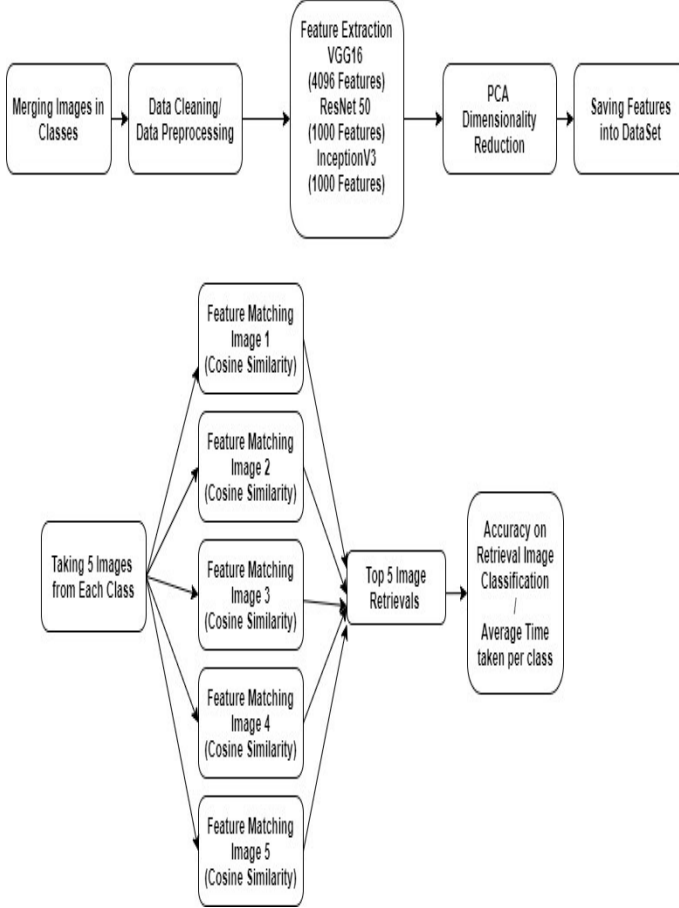 Merging Images in
Classes
Data Cleaning/
Data Preprocessing
Feature Extraction
VGG16
(4096 Features)
ResNet 50
(1000 Features)
InceptionV3
(1000 Features)
PCA
Dimensionality
Reduction
Saving Features
into DataSet
Taking 5 Images
from Each Class
Feature Matching
Image 1
(Cosine Similarity)
Feature Matching
Image 2
(Cosine Similarity)
Feature Matching
Image 3
(Cosine Similarity)
Feature Matching
Image 4
(Cosine Similarity)
Feature Matching
Image 5
(Cosine Similarity)
Top 5 Image
Retrievals
Accuracy on
Retrieval Image
Classification
/
Average Time
taken per class